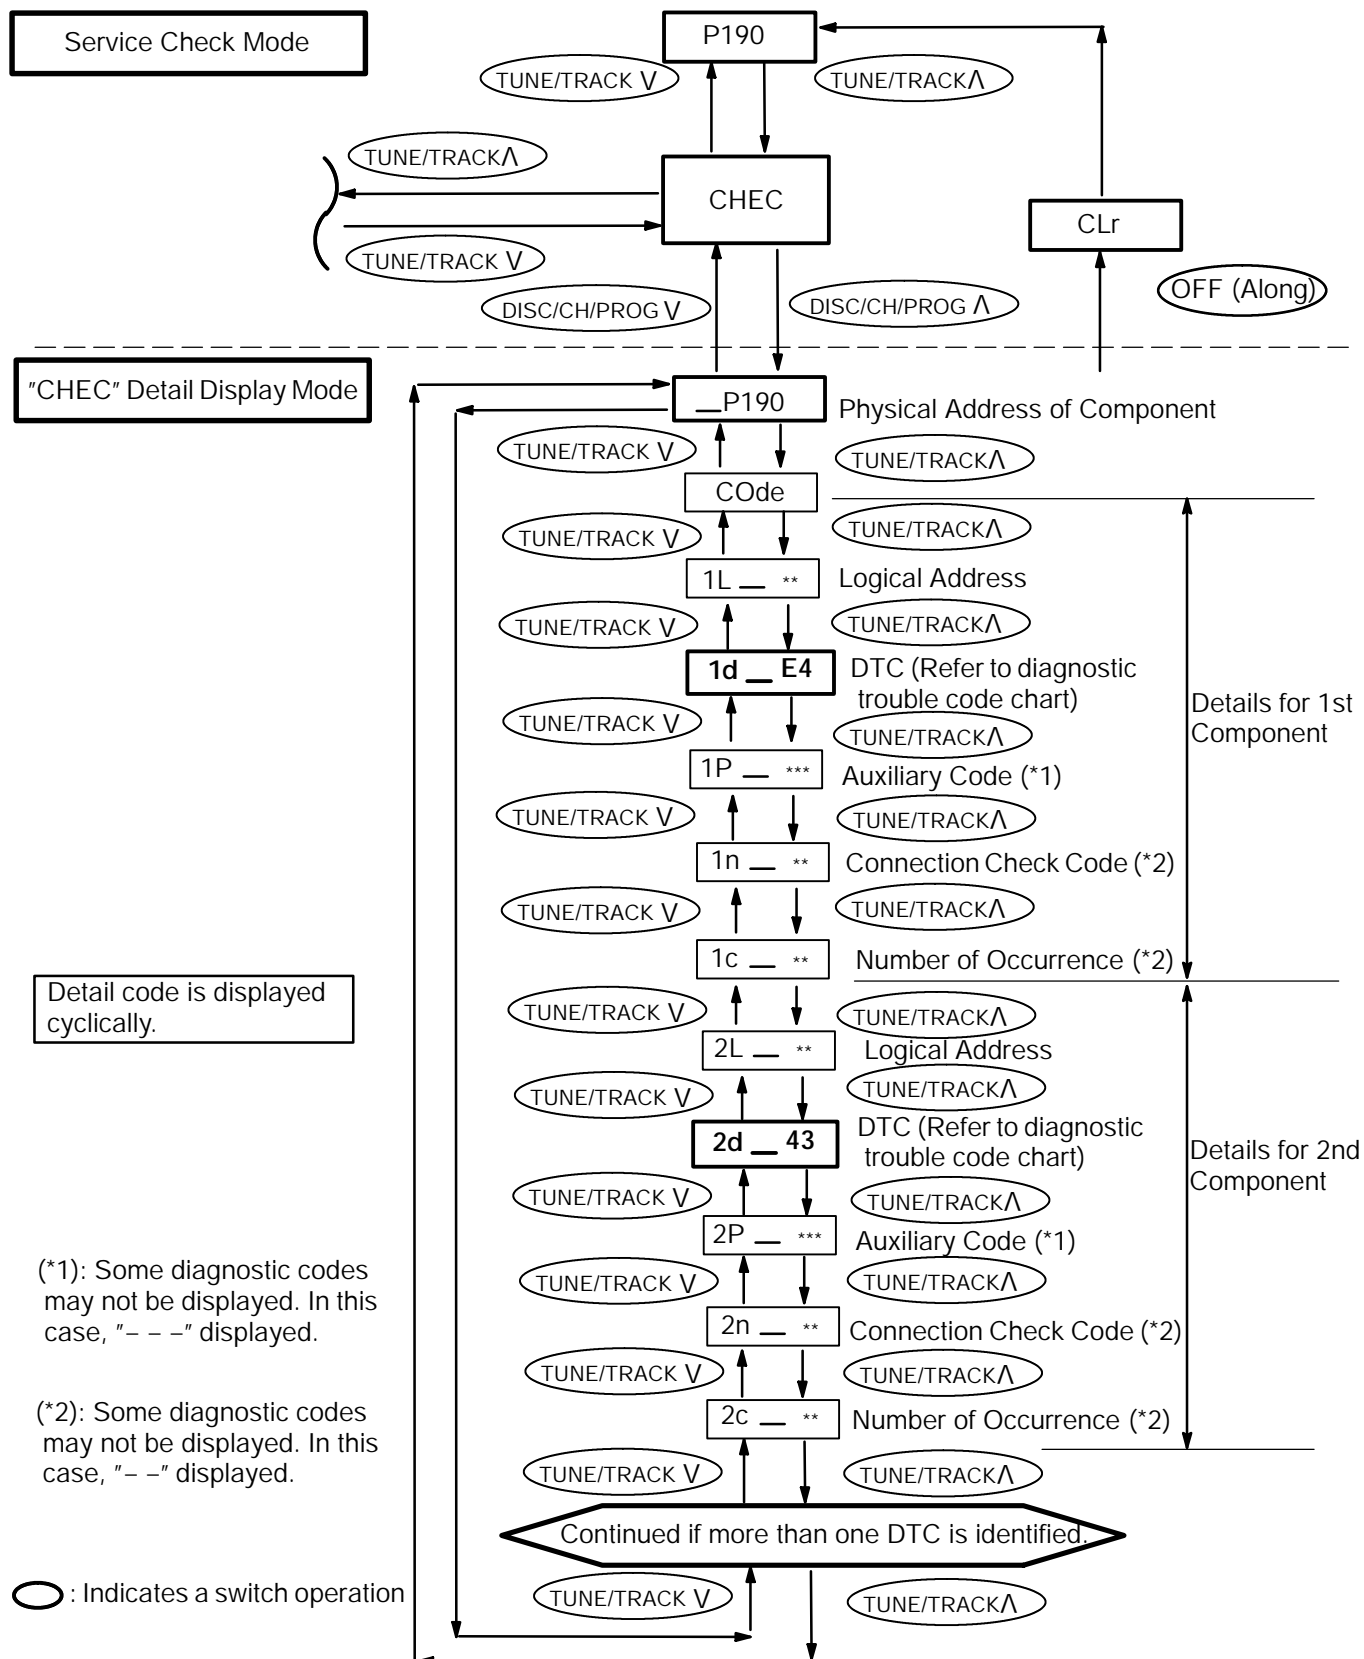 Service Check Mode
P190
TUNE/TRACK V
TUNE/TRACK Λ
TUNE/TRACK Λ
CHEC
CLr
TUNE/TRACK V
OFF (Along)
DISC/CH/PROG V
DISC/CH/PROG Λ
"CHEC" Detail Display Mode
_P190
Physical Address of Component
TUNE/TRACK V
TUNE/TRACK Λ
COde
TUNE/TRACK V
TUNE/TRACK Λ
1L _ **
Logical Address
TUNE/TRACK V
TUNE/TRACK Λ
1d _ E4
DTC (Refer to diagnostic
trouble code chart)
Details for 1st
Component
TUNE/TRACK V
TUNE/TRACK Λ
1P _ ***
Auxiliary Code (*1)
TUNE/TRACK V
TUNE/TRACK Λ
1n _ **
Connection Check Code (*2)
TUNE/TRACK V
TUNE/TRACK Λ
1c _ **
Number of Occurrence (*2)
Detail code is displayed
cyclically.
TUNE/TRACK V
TUNE/TRACK Λ
2L _ **
Logical Address
TUNE/TRACK V
TUNE/TRACK Λ
2d _ 43
DTC (Refer to diagnostic
trouble code chart)
Details for 2nd
Component
TUNE/TRACK V
TUNE/TRACK Λ
2P _ ***
Auxiliary Code (*1)
(*1): Some diagnostic codes
may not be displayed. In this
case, "– – –" displayed.
TUNE/TRACK V
TUNE/TRACK Λ
2n _ **
Connection Check Code (*2)
TUNE/TRACK V
TUNE/TRACK Λ
2c _ **
Number of Occurrence (*2)
(*2): Some diagnostic codes
may not be displayed. In this
case, "– –" displayed.
TUNE/TRACK V
TUNE/TRACK Λ
Continued if more than one DTC is identified.
: Indicates a switch operation
TUNE/TRACK V
TUNE/TRACK Λ